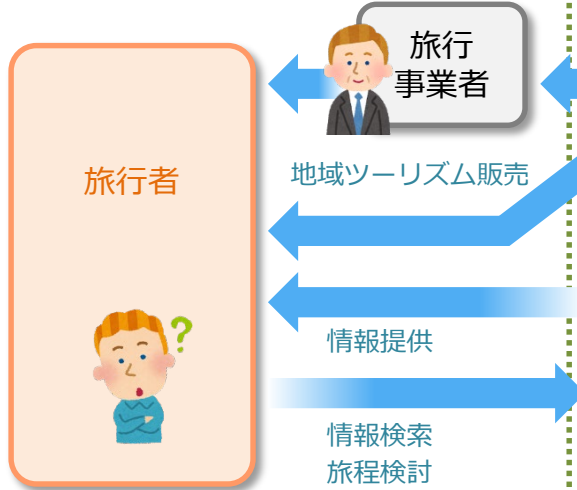 旅行
事業者
旅行者
地域ツーリズム販売
情報提供
情報検索
旅程検討